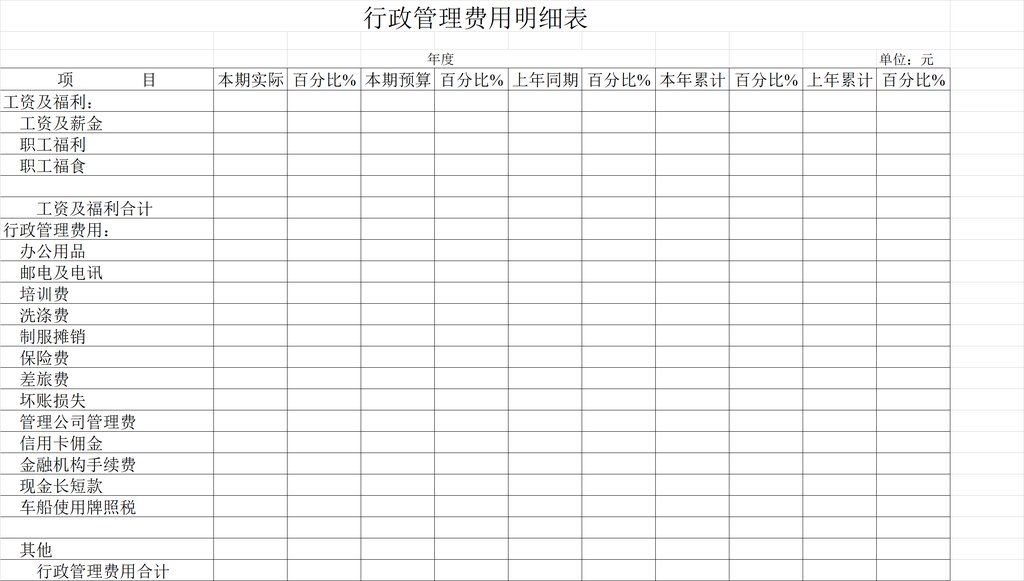 行政管理费用明细表
年度 单位：元
项 目 本期实际 百分比% 本期预算 百分比% 上年同期 百分比% 本年累计 百分比% 上年累计 百分比%
工资及福利：
工资及薪金
职工福利
职工福食
工资及福利合计
行政管理费用：
办公用品
邮电及电讯
培训费
洗涤费
制服摊销
保险费
差旅费
坏账损失
管理公司管理费
信用卡佣金
金融机构手续费
现金长短款
车船使用牌照税
其他
行政管理费用合计